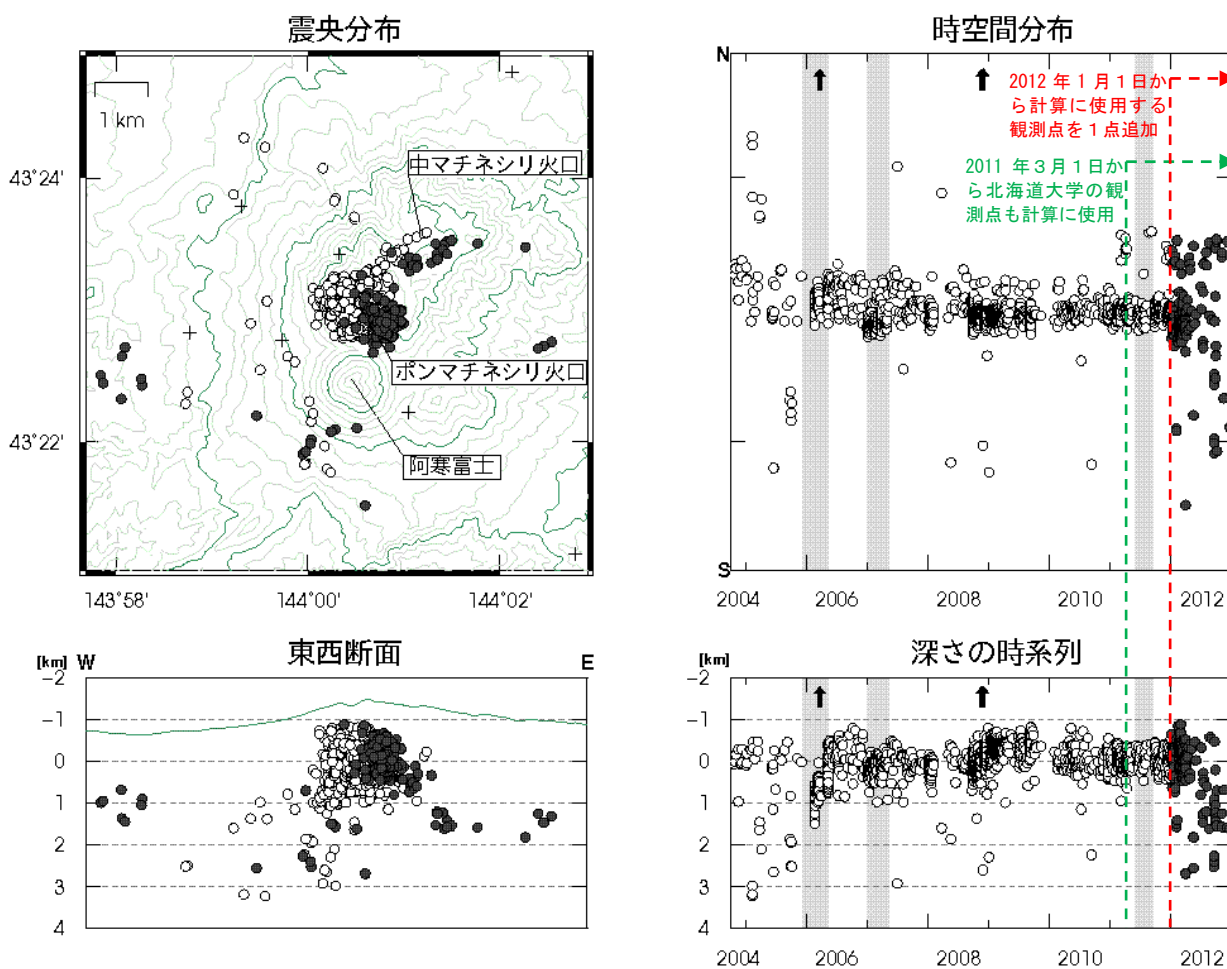 震央分布
1 km
中マチネシリ火口
43°24'
ポンマチネシリ火口
43°22'
阿寒富士
143°58'
144°00'
144°02'
時空間分布
N
2012 年 1 月 1 日か
ら計算に使用する
観測点を 1 点追加
2011 年 3 月 1 日か
ら北海道大学の観
測点も計算に使用
S
2004
2006
2008
2010
2012
東西断面
[km] W
E
-2
-1
0
1
2
3
4
深さの時系列
[km]
-2
-1
0
1
2
3
4
2004
2006
2008
2010
2012